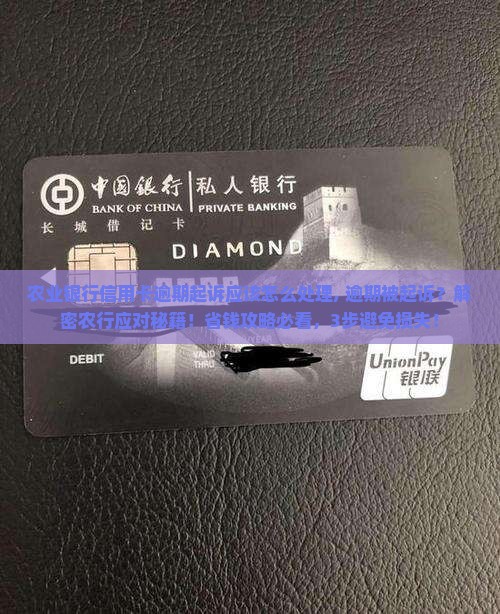 中國銀行 私人银行
BANK OF CHINA PRIVATE BANKING
长城借记卡
DIAMOND
农业银行信用卡逾期起诉应该怎么处理,逾期被起诉?解
密农行应对秘籍!省钱攻略必看,3步避免损失!
DEBIT
VALID
THRU
UnionPay
银联